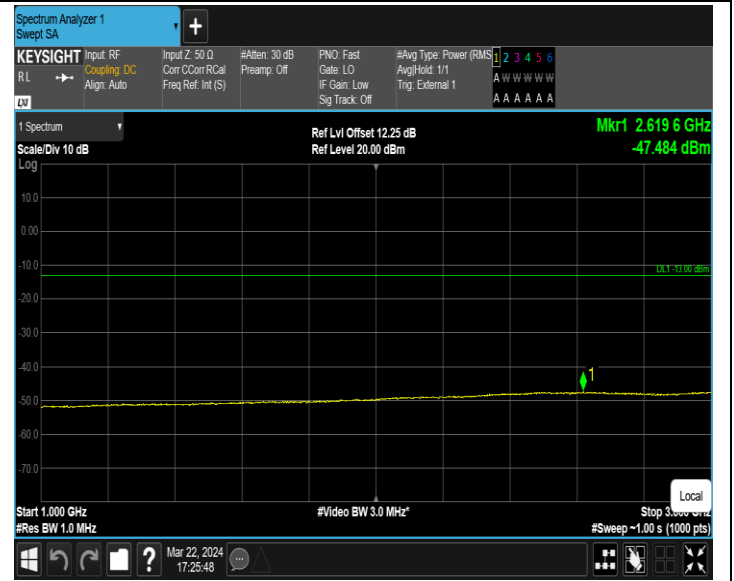 Spectrum Analyzer 1
Swept SA
+
KEYSIGHT
RL
LXI
Input: RF
Coupling: DC
Align: Auto
Input Z: 50 Ω
Corr CCorr RCal
Freq Ref: Int (S)
#Atten: 30 dB
Preamp: Off
PNO: Fast
Gate: LO
IF Gain: Low
Sig Track: Off
#Avg Type: Power (RMS
Avg|Hold: 1/1
Trig: External 1
1 2 3 4 5 6
A W W W W W
A A A A A A
1 Spectrum
Scale/Div 10 dB
Log
Ref Lvl Offset 12.25 dB
Ref Level 20.00 dBm
Mkr1 2.619 6 GHz
-47.484 dBm
10.0
0.00
-10.0
DL1 -13.00 dBm
-20.0
-30.0
-40.0
1
-50.0
-60.0
-70.0
Local
Start 1.000 GHz
#Res BW 1.0 MHz
#Video BW 3.0 MHz*
Stop 3.000 GHz
#Sweep ~1.00 s (1000 pts)
?
Mar 22, 2024
17:25:48